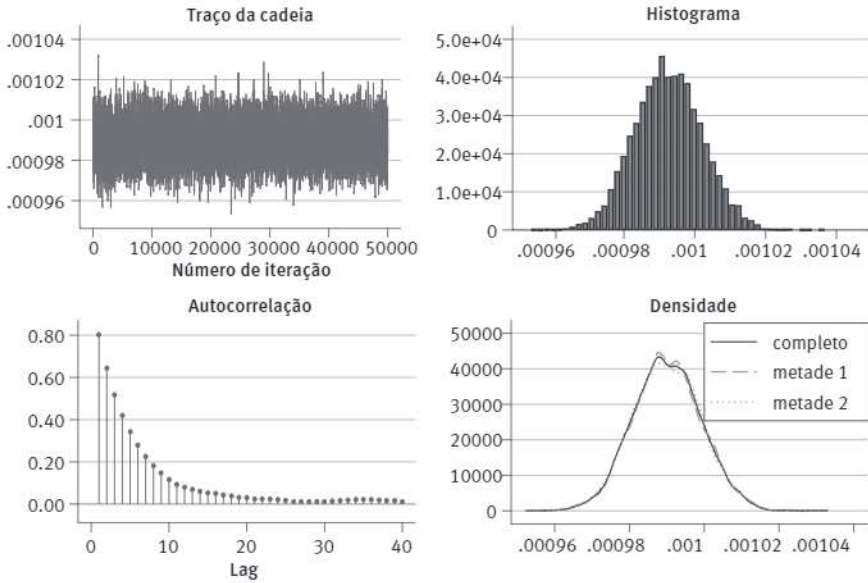 Traço da cadeia
.00104
.00102
.001
.00098
.00096
0 10000 20000 30000 40000 50000
Número de iteração
Histograma
5.0e+04
4.0e+04
3.0e+04
2.0e+04
1.0e+04
0
.00096 .00098 .001 .00102 .00104
Autocorrelação
0.80
0.60
0.40
0.20
0.00
0 10 20 30 40
Lag
Densidade
50000
40000
30000
20000
10000
0
.00096 .00098 .001 .00102 .00104
completo
metade 1
metade 2